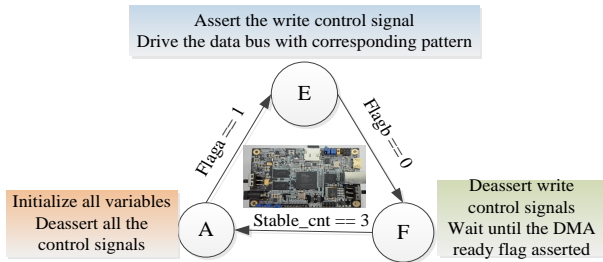 Assert the write control signal
Drive the data bus with corresponding pattern
E
Flaga == 1
Flagb == 0
Initialize all variables
Deassert all the
control signals
A
Stable_cnt == 3
F
Deassert write
control signals
Wait until the DMA
ready flag asserted